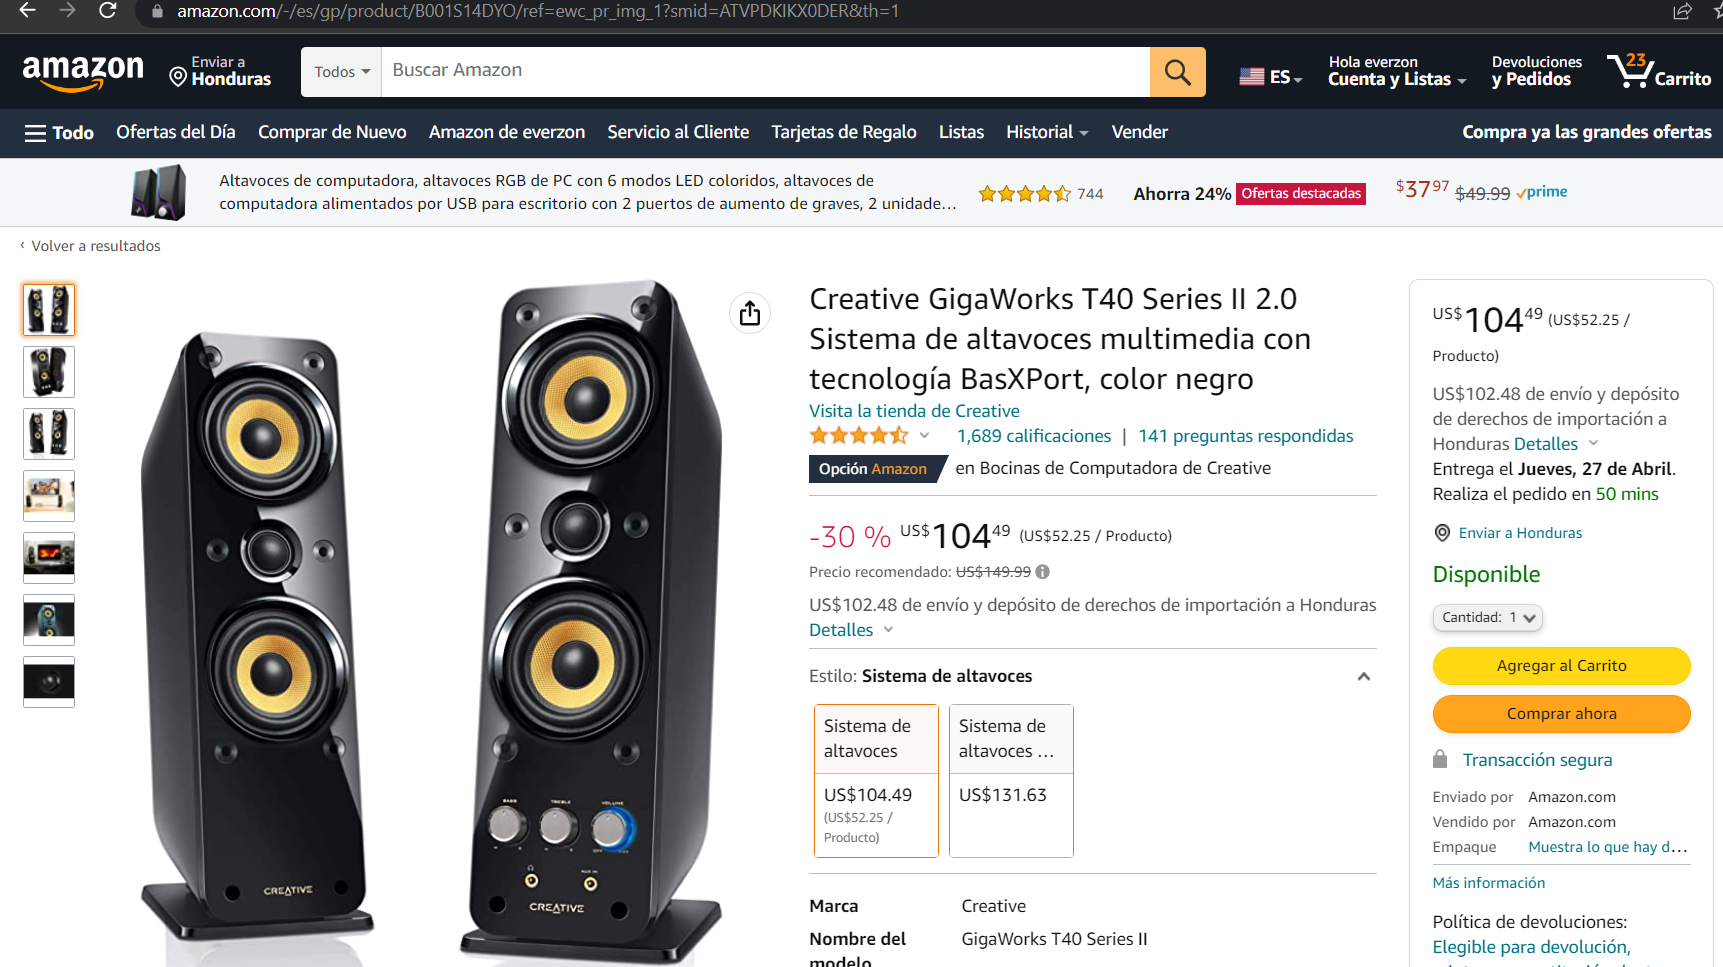 amazon.com/-/es/gp/product/B001S14DYO/ref=ewc_pr_img_1?smid=ATVPDKIKX0DER&th=1
amazon
Enviar a
Honduras
Todos
Buscar Amazon
ES
Hola everzon
Cuenta y Listas
Devoluciones
y Pedidos
23
Carrito
Todo
Ofertas del Día
Comprar de Nuevo
Amazon de everzon
Servicio al Cliente
Tarjetas de Regalo
Listas
Historial
Vender
Compra ya las grandes ofertas
Altavoces de computadora, altavoces RGB de PC con 6 modos LED coloridos, altavoces de
computadora alimentados por USB para escritorio con 2 puertos de aumento de graves, 2 unidade…
744
Ahorra 24%
Ofertas destacadas
$3797
$49.99
prime
‹ Volver a resultados
BASS
TREBLE
VOLUME
OFF
AUX IN
CREATIVE
CREATIVE
Creative GigaWorks T40 Series II 2.0
Sistema de altavoces multimedia con
tecnología BasXPort, color negro
Visita la tienda de Creative
1,689 calificaciones | 141 preguntas respondidas
Opción Amazon
en Bocinas de Computadora de Creative
-30 % US$10449 (US$52.25 / Producto)
Precio recomendado: US$149.99
US$102.48 de envío y depósito de derechos de importación a Honduras
Detalles
Estilo: Sistema de altavoces
Sistema de
altavoces
US$104.49
(US$52.25 /
Producto)
Sistema de
altavoces …
US$131.63
Marca Creative
Nombre del GigaWorks T40 Series II
modelo
US$10449 (US$52.25 /
Producto)
US$102.48 de envío y depósito
de derechos de importación a
Honduras Detalles
Entrega el Jueves, 27 de Abril.
Realiza el pedido en 50 mins
Enviar a Honduras
Disponible
Cantidad: 1
Agregar al Carrito
Comprar ahora
Transacción segura
Enviado por Amazon.com
Vendido por Amazon.com
Empaque Muestra lo que hay d…
Más información
Política de devoluciones:
Elegible para devolución,